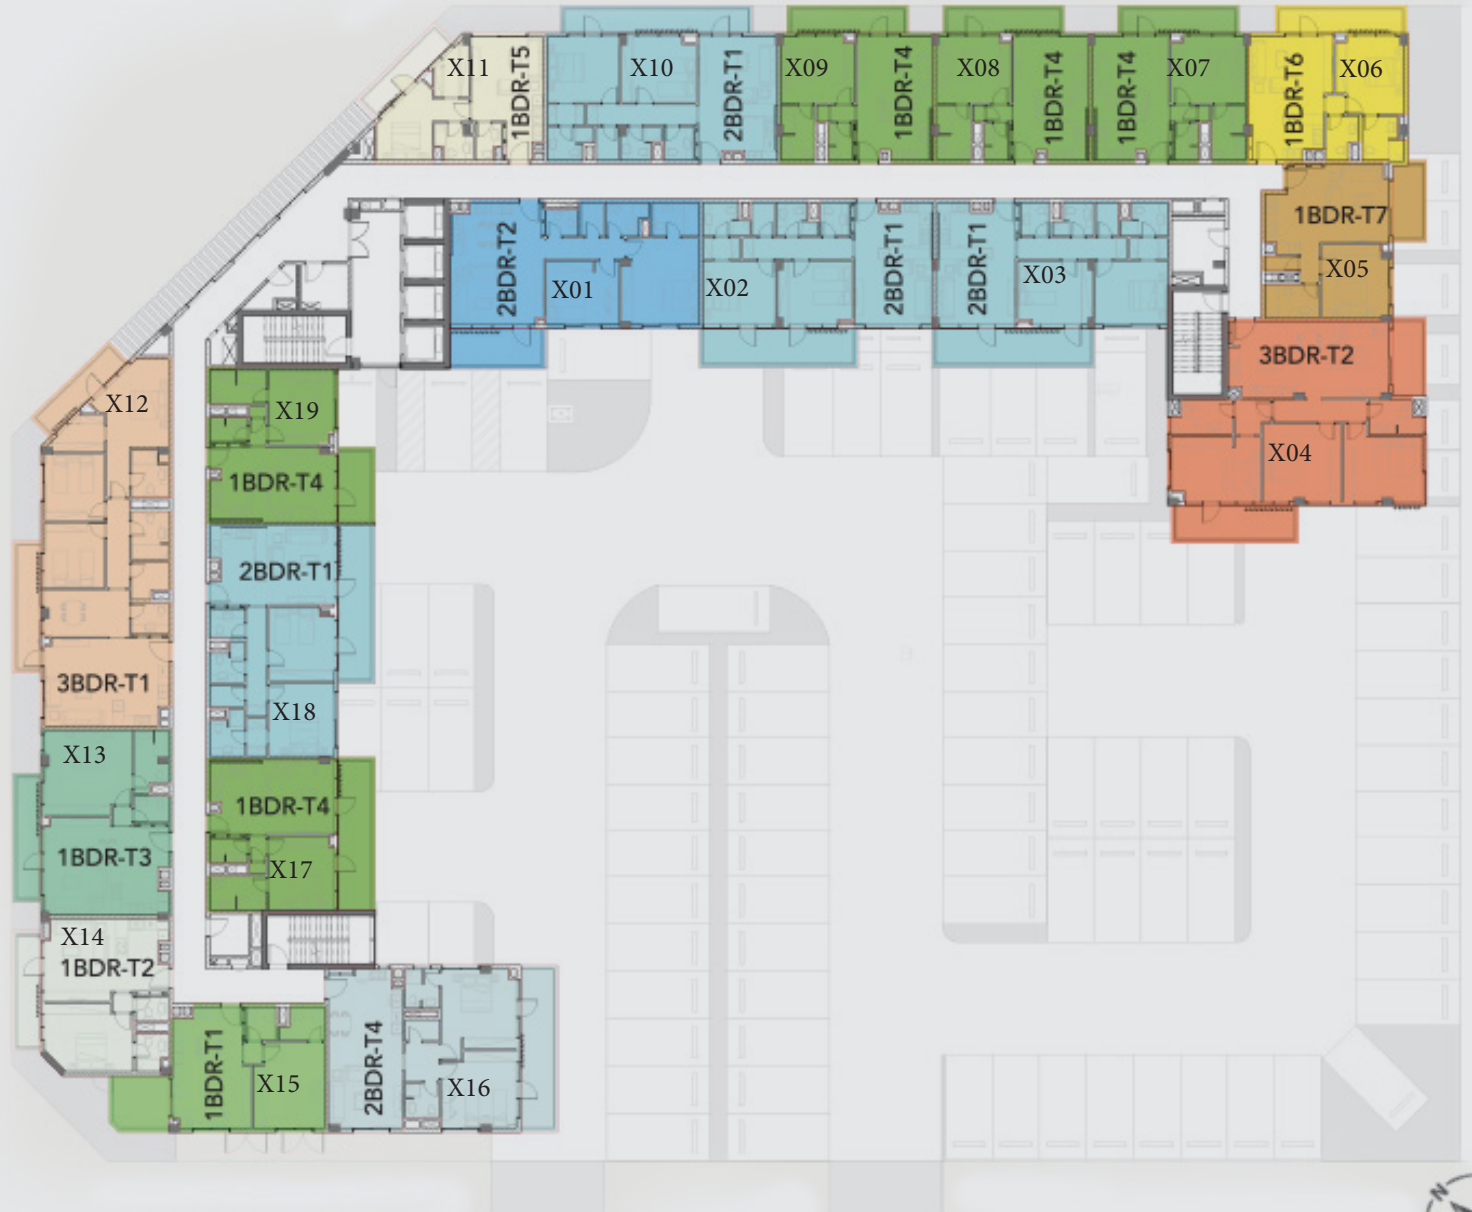 X11
1BDR-T5
X10
2BDR-T1
X09
1BDR-T4
X08
1BDR-T4
1BDR-T4
X07
1BDR-T6
X06
1BDR-T7
X05
2BDR-T2
X01
X02
2BDR-T1
2BDR-T1
X03
3BDR-T2
X04
X12
3BDR-T1
X19
1BDR-T4
2BDR-T1
X18
X13
1BDR-T3
1BDR-T4
X17
X14
1BDR-T2
1BDR-T1
X15
2BDR-T4
X16
N